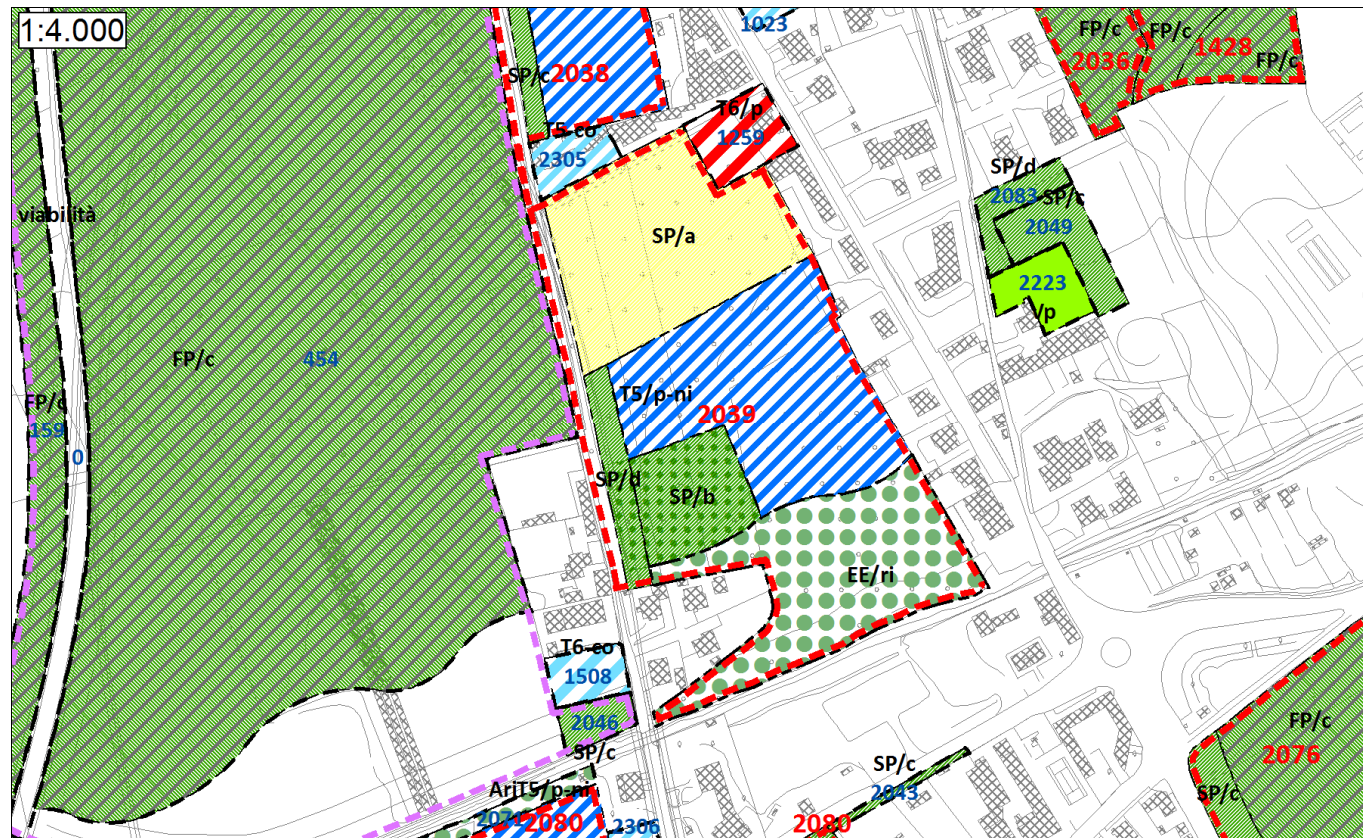 1:4.000
1023
FP/c
FP/c
1428
FP/c
2036
SP/c
2038
T6/p
1259
T5-co
2305
SP/d
2083
SP/c
2049
viabilità
SP/a
2223
/p
FP/c
454
FP/c
159
0
T5/p-ni
2039
SP/d
SP/b
EE/ri
T6-co
1508
2046
SP/c
FP/c
2076
SP/c
SP/c
2043
AriT5/p-ni
2080
2306
2080